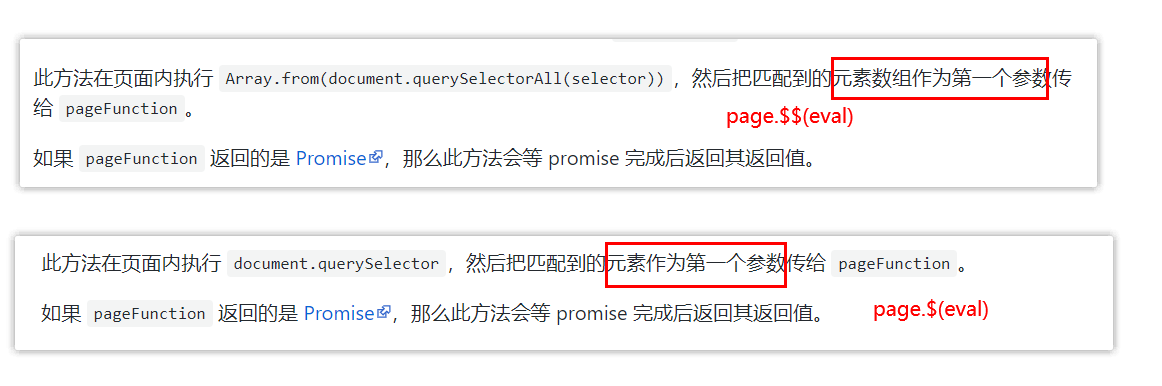 此方法在页面内执行 Array.from(document.querySelectorAll(selector))，然后把匹配到的元素数组作为第一个参数传
给 pageFunction。
page.$$(eval)
如果 pageFunction 返回的是 Promise，那么此方法会等 promise 完成后返回其返回值。
此方法在页面内执行 document.querySelector，然后把匹配到的元素作为第一个参数传给 pageFunction。
如果 pageFunction 返回的是 Promise，那么此方法会等 promise 完成后返回其返回值。
page.$(eval)